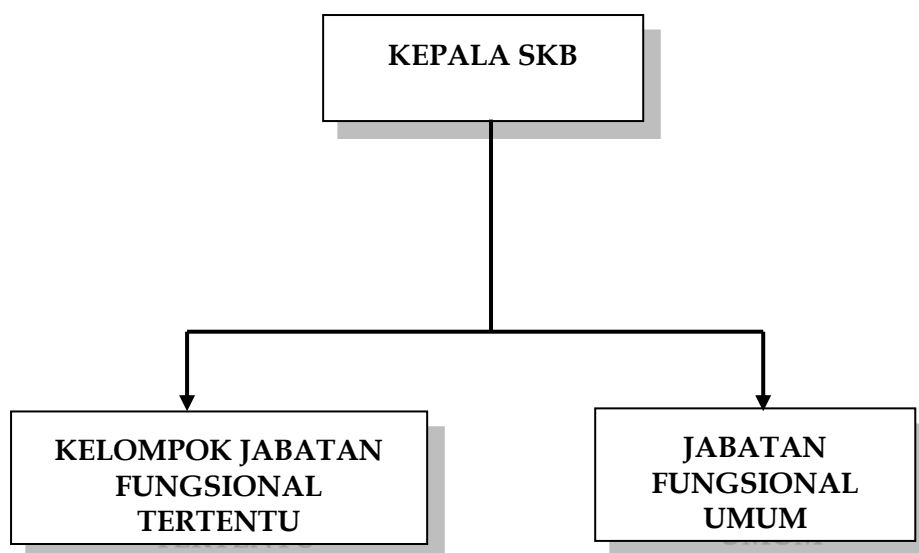 KEPALA SKB
KELOMPOK JABATAN
FUNGSIONAL
TERTENTU
JABATAN
FUNGSIONAL
UMUM